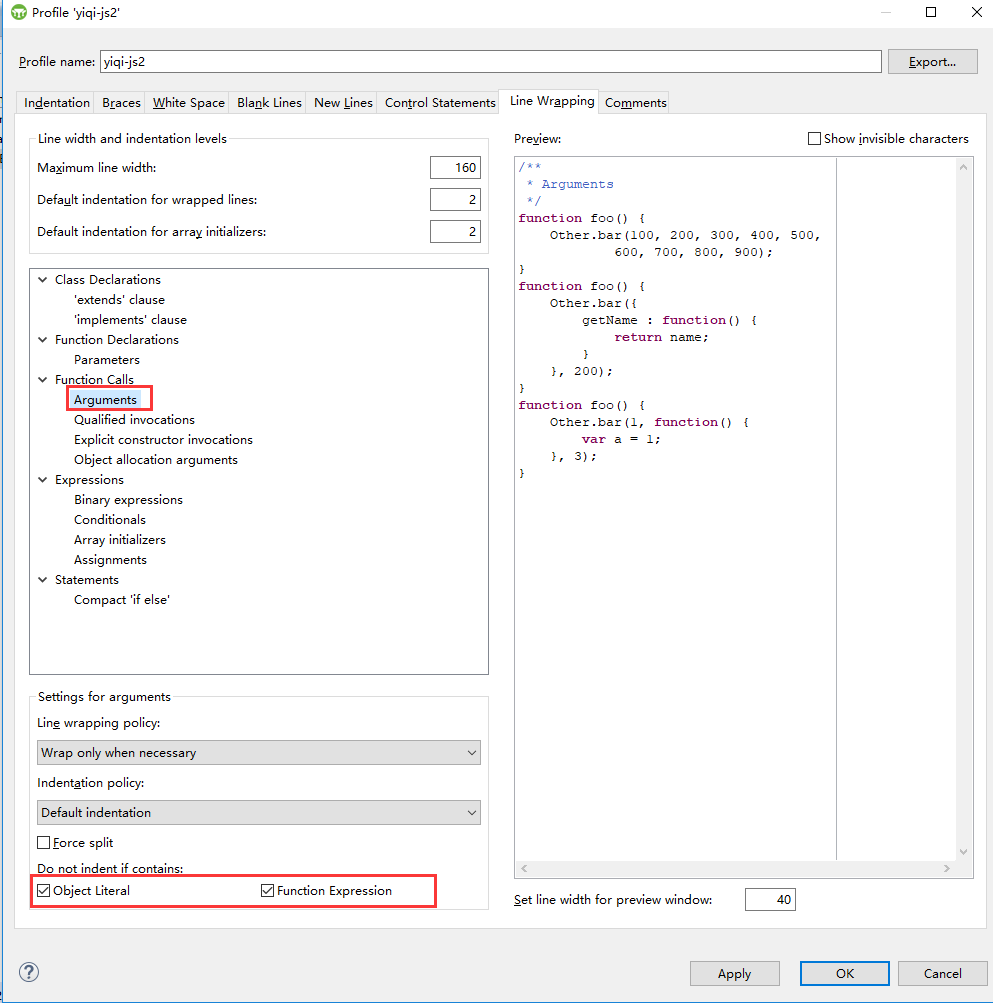 Profile 'yiqi-js2'
Profile name: yiqi-js2 Export...
Indentation Braces White Space Blank Lines New Lines Control Statements Line Wrapping Comments
Line width and indentation levels
Maximum line width: 160
Default indentation for wrapped lines: 2
Default indentation for array initializers: 2
Class Declarations
'extends' clause
'implements' clause
Function Declarations
Parameters
Function Calls
Arguments
Qualified invocations
Explicit constructor invocations
Object allocation arguments
Expressions
Binary expressions
Conditionals
Array initializers
Assignments
Statements
Compact 'if else'
Settings for arguments
Line wrapping policy:
Wrap only when necessary
Indentation policy:
Default indentation
Force split
Do not indent if contains:
Object Literal Function Expression
Preview: Show invisible characters
/**
 * Arguments
 */
function foo() {
    Other.bar(100, 200, 300, 400, 500,
            600, 700, 800, 900);
}
function foo() {
    Other.bar({
        getName : function() {
            return name;
        }
    }, 200);
}
function foo() {
    Other.bar(1, function() {
        var a = 1;
    }, 3);
}
Set line width for preview window: 40
?
Apply OK Cancel